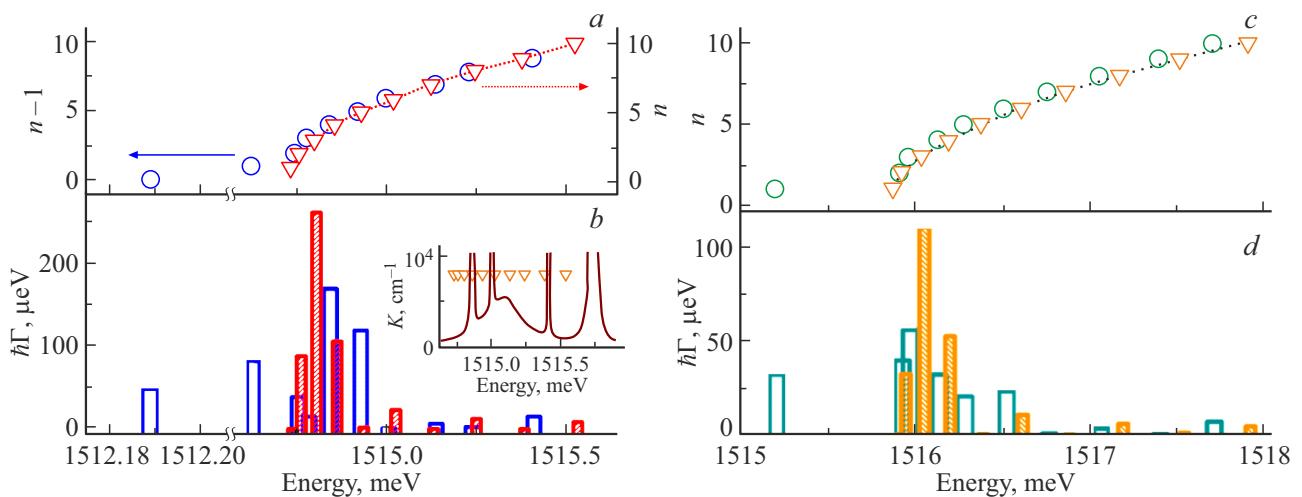 a
10
5
0
n−1
10
5
0
n
b
200
100
0
ħΓ, μeV
1512.18
1512.20
1515.0
1515.5
Energy, meV
10⁴
0
K, cm⁻¹
1515.0
1515.5
Energy, meV
c
10
5
0
n
d
100
50
0
ħΓ, μeV
1515
1516
1517
1518
Energy, meV